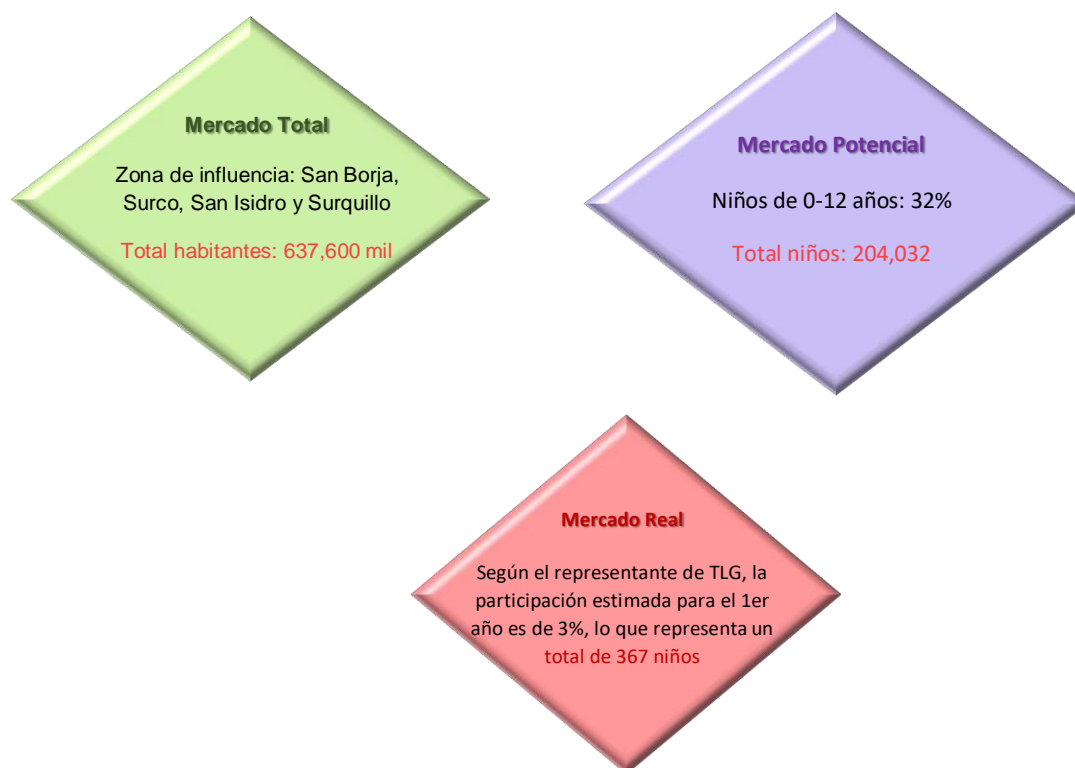 Mercado Total
Zona de influencia: San Borja,
Surco, San Isidro y Surquillo
Total habitantes: 637,600 mil
Mercado Potencial
Niños de 0-12 años: 32%
Total niños: 204,032
Mercado Real
Según el representante de TLG, la
participación estimada para el 1er
año es de 3%, lo que representa un
total de 367 niños